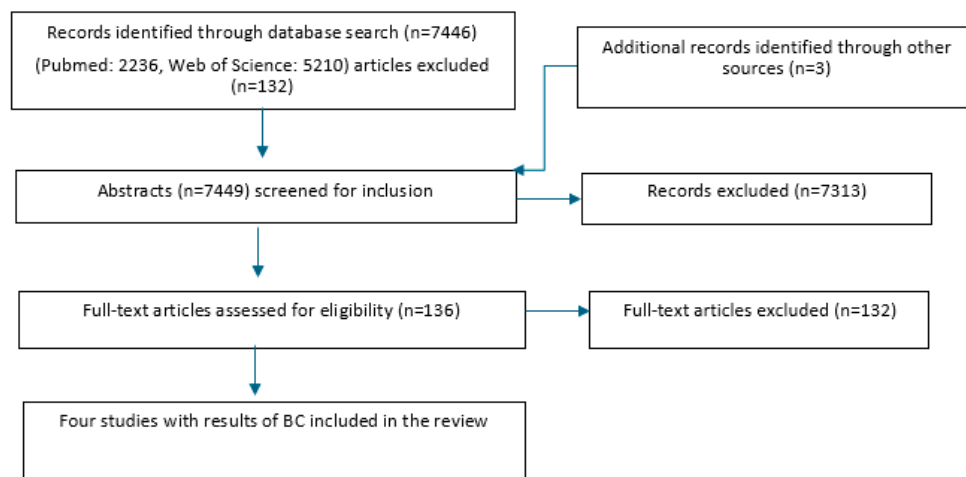 Records identified through database search (n=7446)
(Pubmed: 2236, Web of Science: 5210) articles excluded
(n=132)
Additional records identified through other
sources (n=3)
Abstracts (n=7449) screened for inclusion
Records excluded (n=7313)
Full-text articles assessed for eligibility (n=136)
Full-text articles excluded (n=132)
Four studies with results of BC included in the review